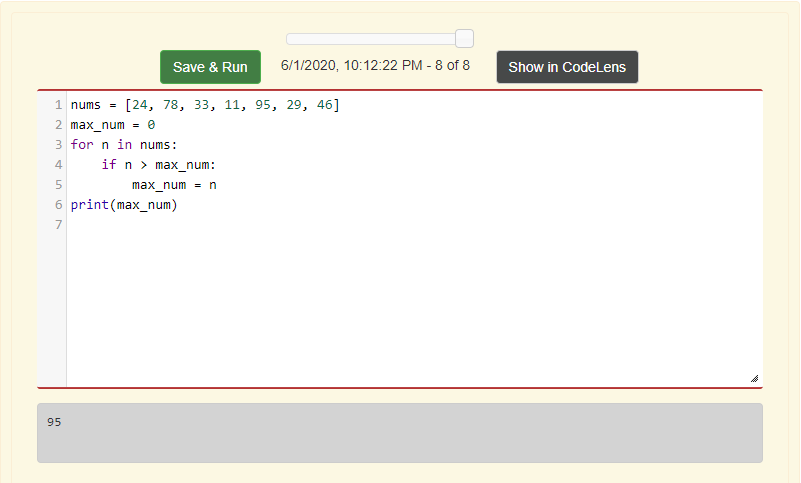 Save & Run 6/1/2020, 10:12:22 PM - 8 of 8 Show in CodeLens
1 nums = [24, 78, 33, 11, 95, 29, 46]
2 max_num = 0
3 for n in nums:
4     if n > max_num:
5         max_num = n
6 print(max_num)
7
95